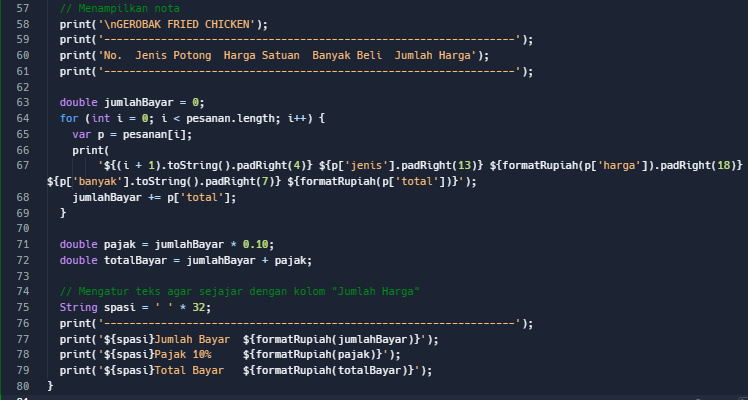 57 // Menampilkan nota
58 print('\nGEROBAK FRIED CHICKEN');
59 print('-----------------------------------------------------------------');
60 print('No.  Jenis Potong  Harga Satuan  Banyak Beli  Jumlah Harga');
61 print('-----------------------------------------------------------------');
62
63 double jumlahBayar = 0;
64 for (int i = 0; i < pesanan.length; i++) {
65 var p = pesanan[i];
66 print(
67 '${(i + 1).toString().padRight(4)} ${p['jenis'].padRight(13)} ${formatRupiah(p['harga']).padRight(18)}
${p['banyak'].toString().padRight(7)} ${formatRupiah(p['total'])}');
68 jumlahBayar += p['total'];
69 }
70
71 double pajak = jumlahBayar * 0.10;
72 double totalBayar = jumlahBayar + pajak;
73
74 // Mengatur teks agar sejajar dengan kolom "Jumlah Harga"
75 String spasi = ' ' * 32;
76 print('-----------------------------------------------------------------');
77 print('${spasi}Jumlah Bayar  ${formatRupiah(jumlahBayar)}');
78 print('${spasi}Pajak 10%     ${formatRupiah(pajak)}');
79 print('${spasi}Total Bayar   ${formatRupiah(totalBayar)}');
80 }